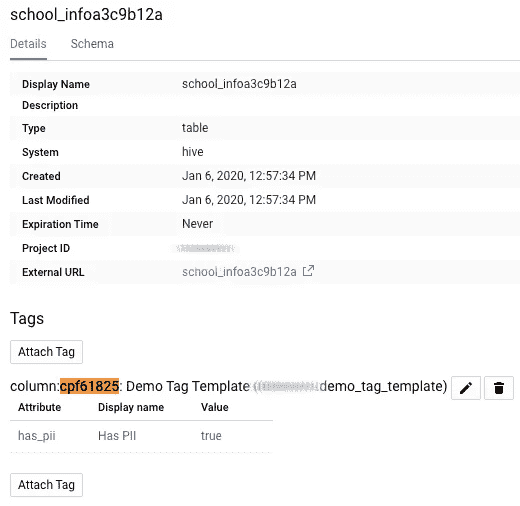 school_infoa3c9b12a
Details Schema
Display Name school_infoa3c9b12a
Description
Type table
System hive
Created Jan 6, 2020, 12:57:34 PM
Last Modified Jan 6, 2020, 12:57:34 PM
Expiration Time Never
Project ID
External URL school_infoa3c9b12a
Tags
Attach Tag
column:cpf61825: Demo Tag Template ( demo_tag_template)
Attribute Display name Value
has_pii Has PII true
Attach Tag